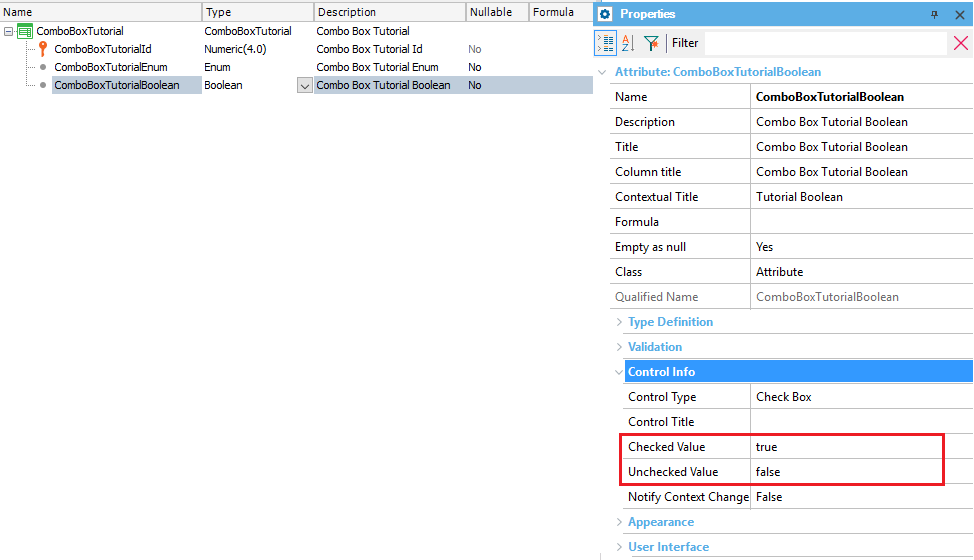 Name Type Description Nullable Formula
ComboBoxTutorial ComboBoxTutorial Combo Box Tutorial
ComboBoxTutorialId Numeric(4.0) Combo Box Tutorial Id No
ComboBoxTutorialEnum Enum Combo Box Tutorial Enum No
ComboBoxTutorialBoolean Boolean Combo Box Tutorial Boolean No
Properties
A Z Filter
Attribute: ComboBoxTutorialBoolean
Name ComboBoxTutorialBoolean
Description Combo Box Tutorial Boolean
Title Combo Box Tutorial Boolean
Column title Combo Box Tutorial Boolean
Contextual Title Tutorial Boolean
Formula
Empty as null Yes
Class Attribute
Qualified Name ComboBoxTutorialBoolean
Type Definition
Validation
Control Info
Control Type Check Box
Control Title
Checked Value true
Unchecked Value false
Notify Context Change False
Appearance
User Interface